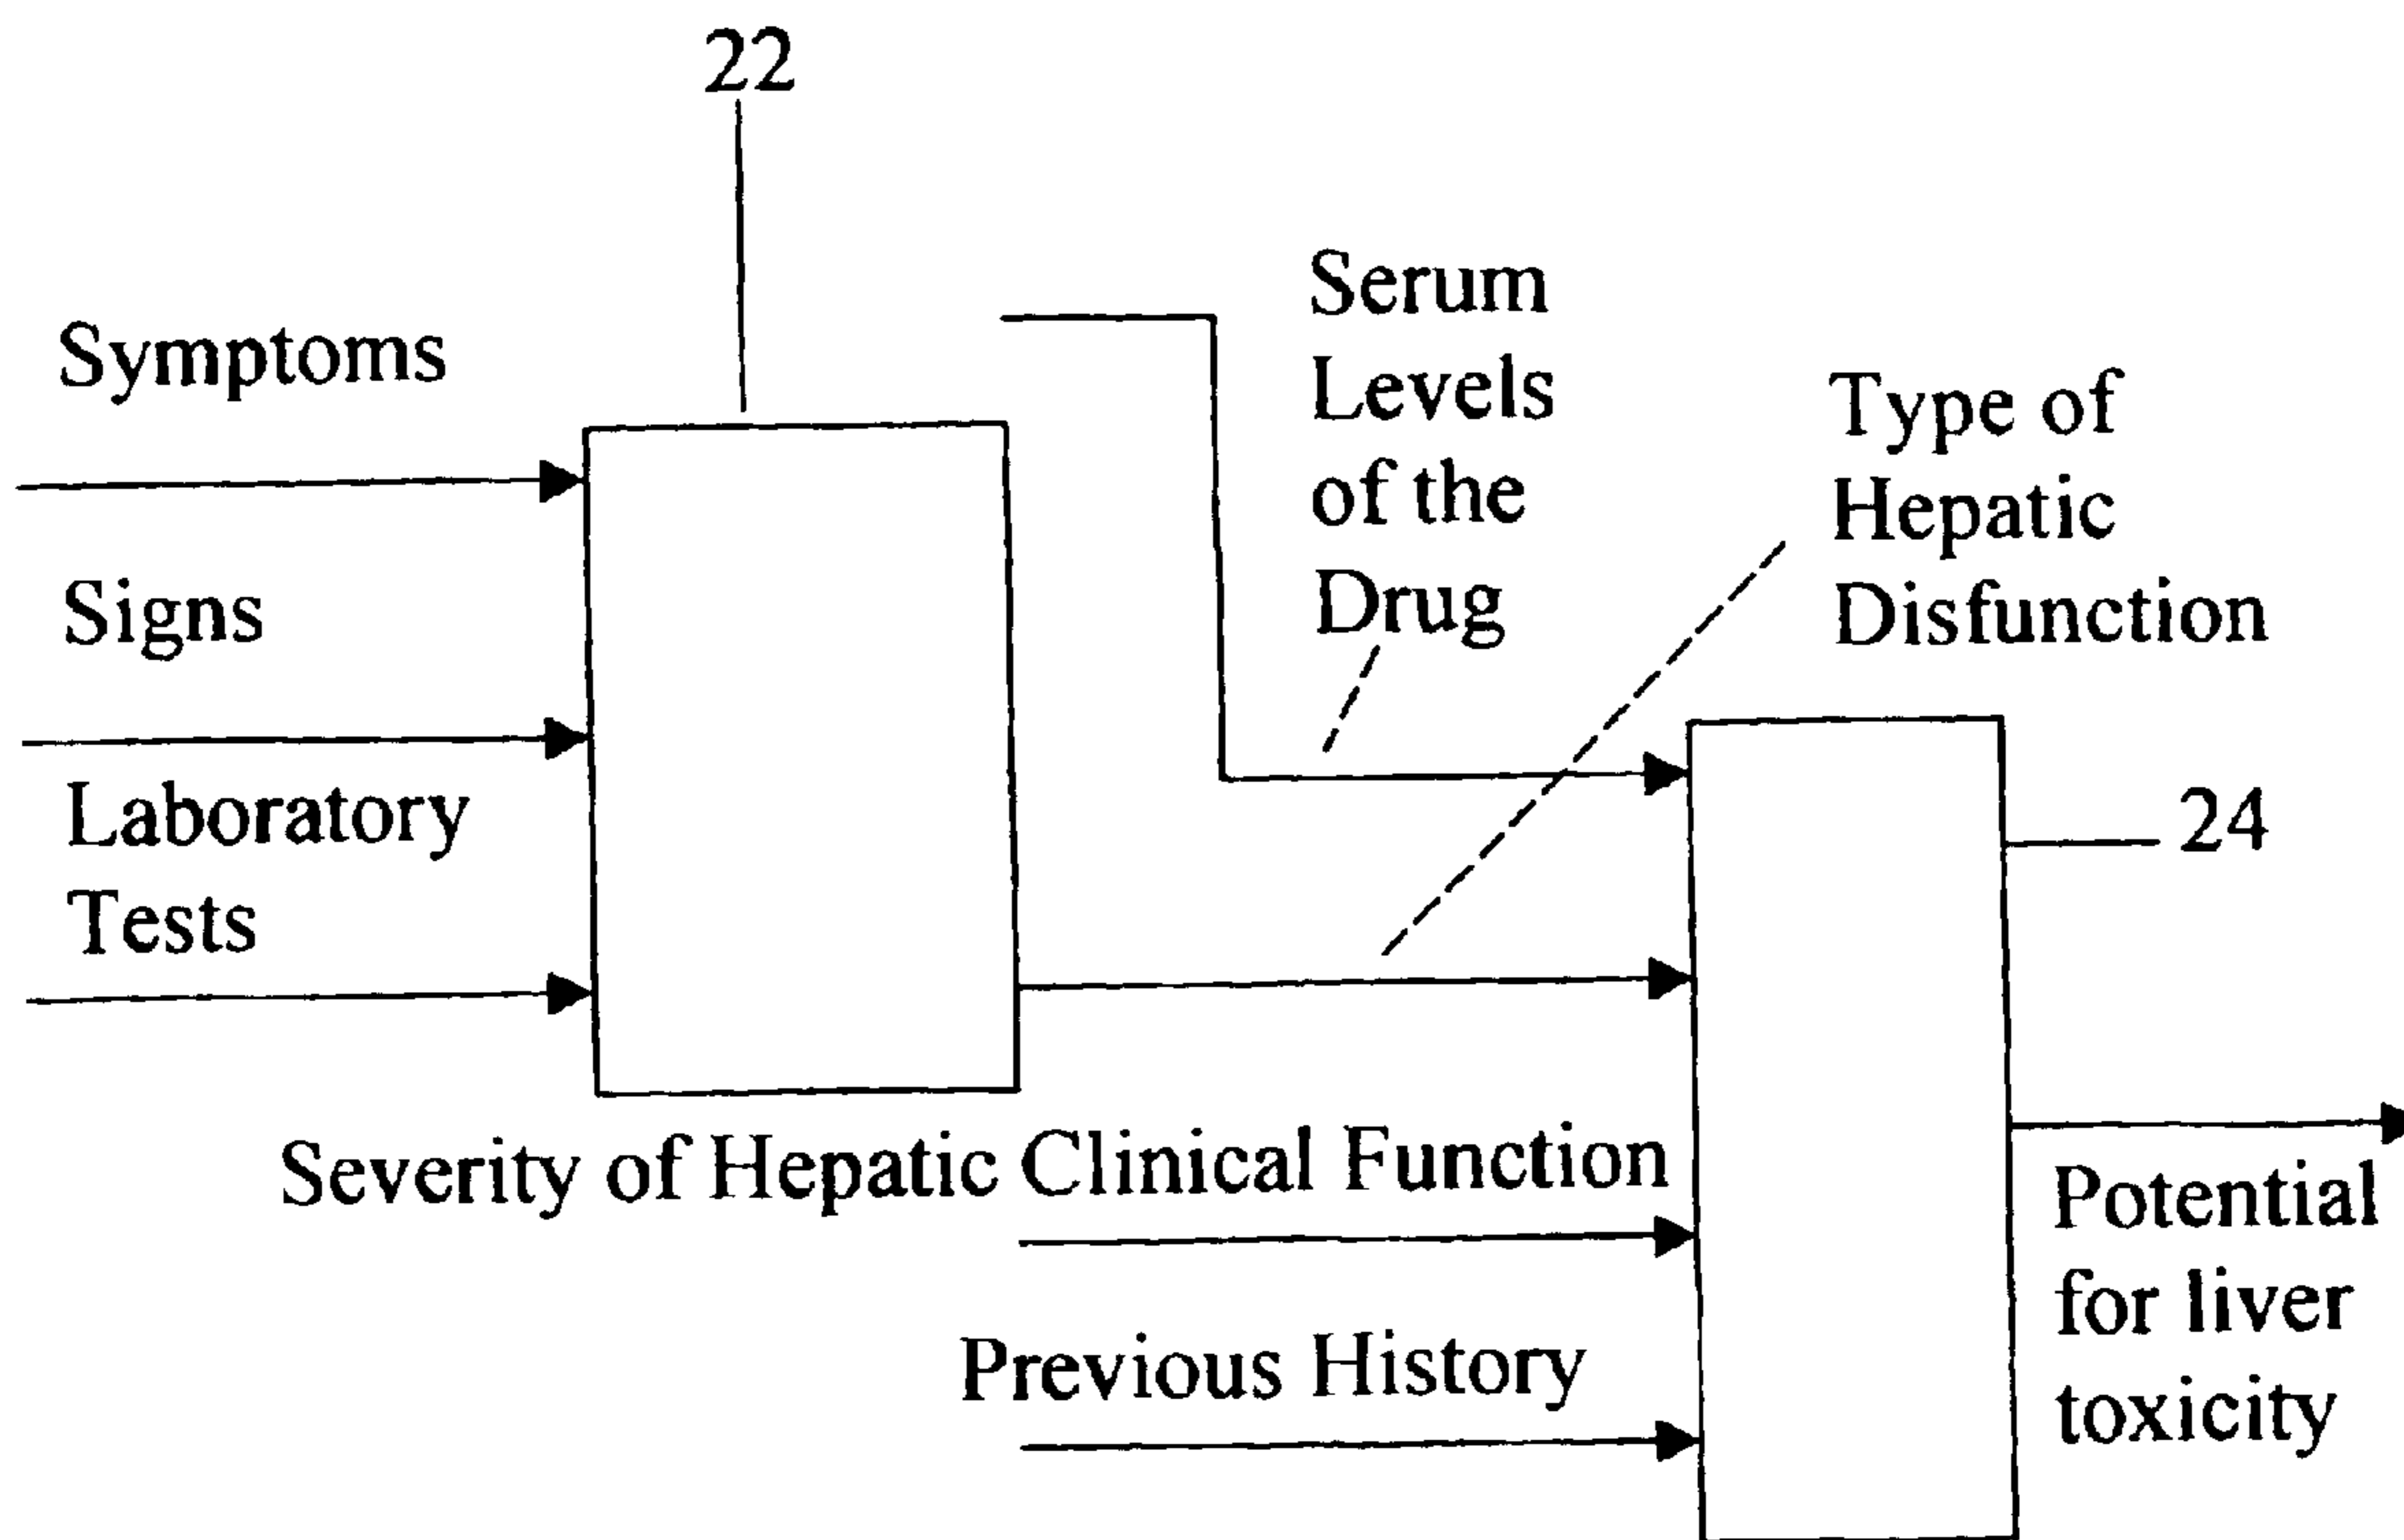 22
Symptoms
Signs
Laboratory
Tests
Serum
Levels
of the
Drug
Type of
Hepatic
Disfunction
24
Severity of Hepatic Clinical Function
Previous History
Potential
for liver
toxicity